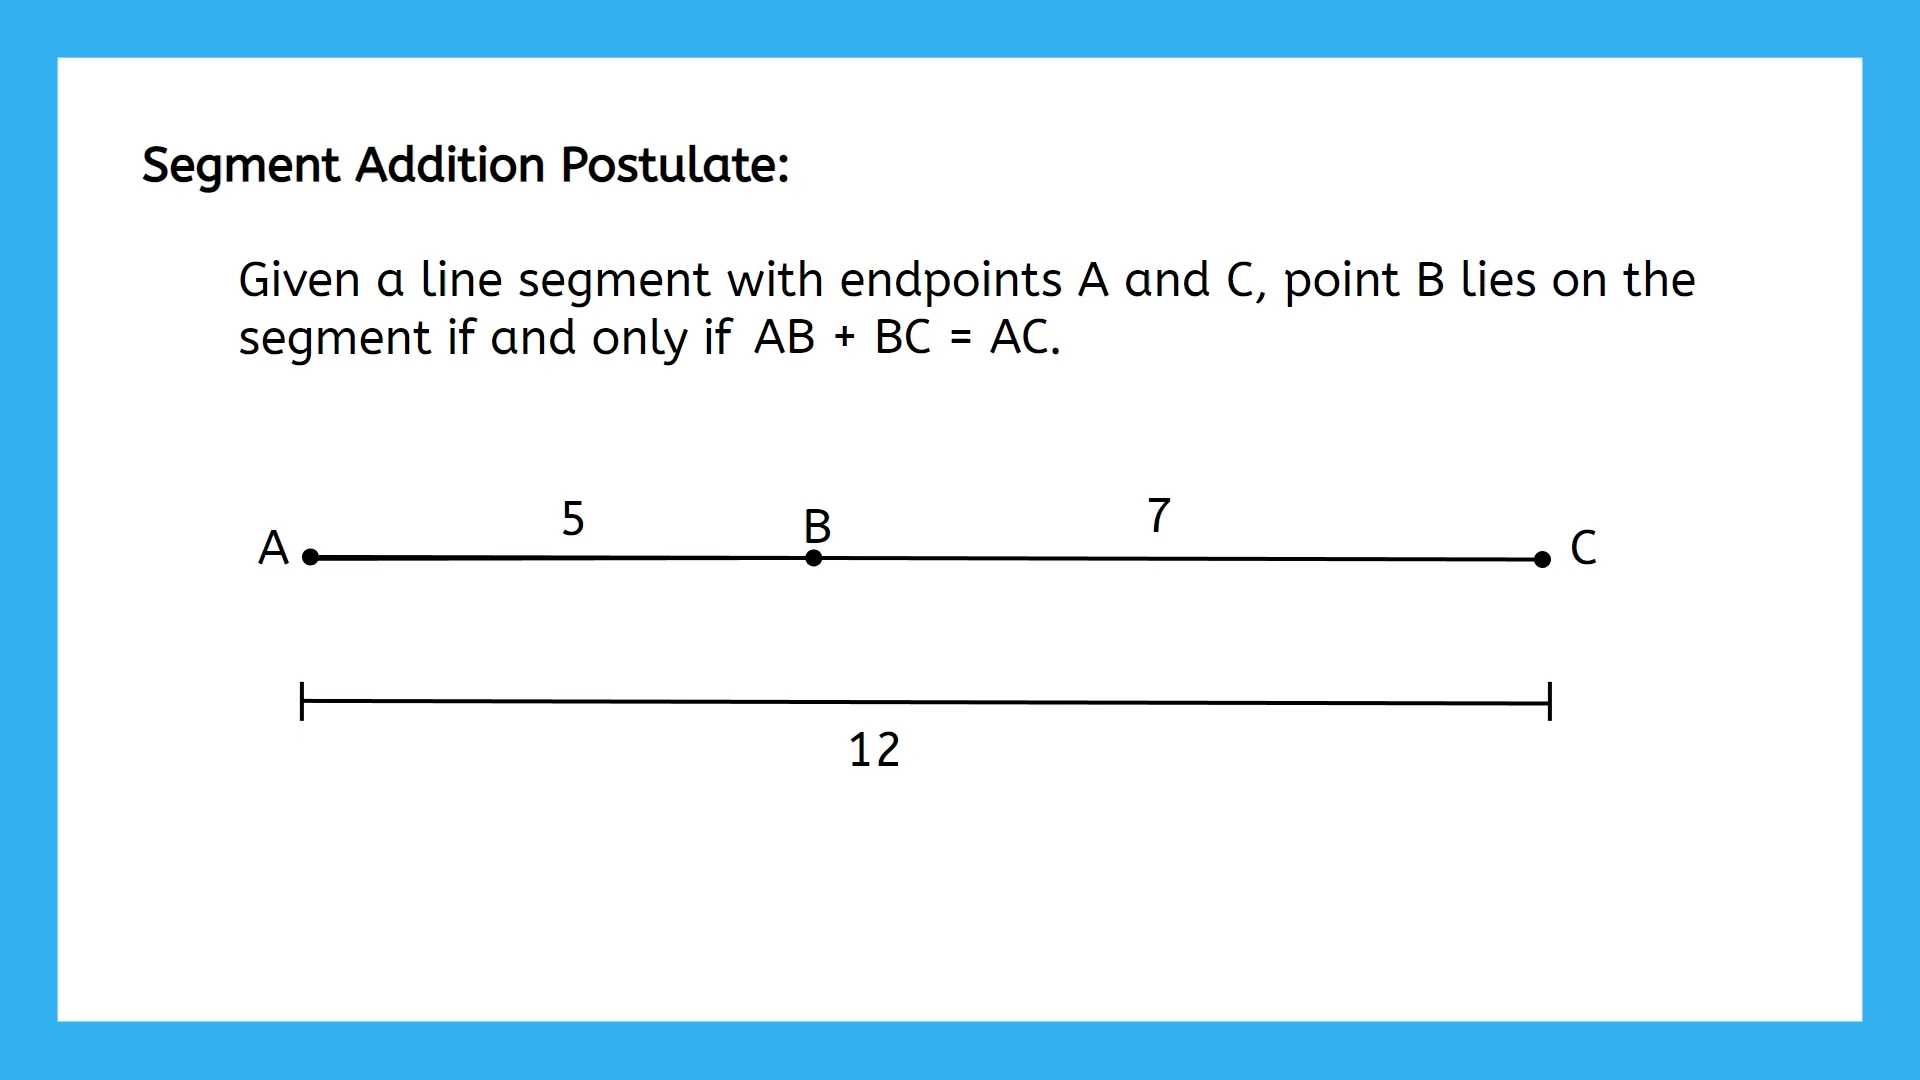 Segment Addition Postulate:
Given a line segment with endpoints A and C, point B lies on the
segment if and only if AB + BC = AC.
5
7
A
B
C
12